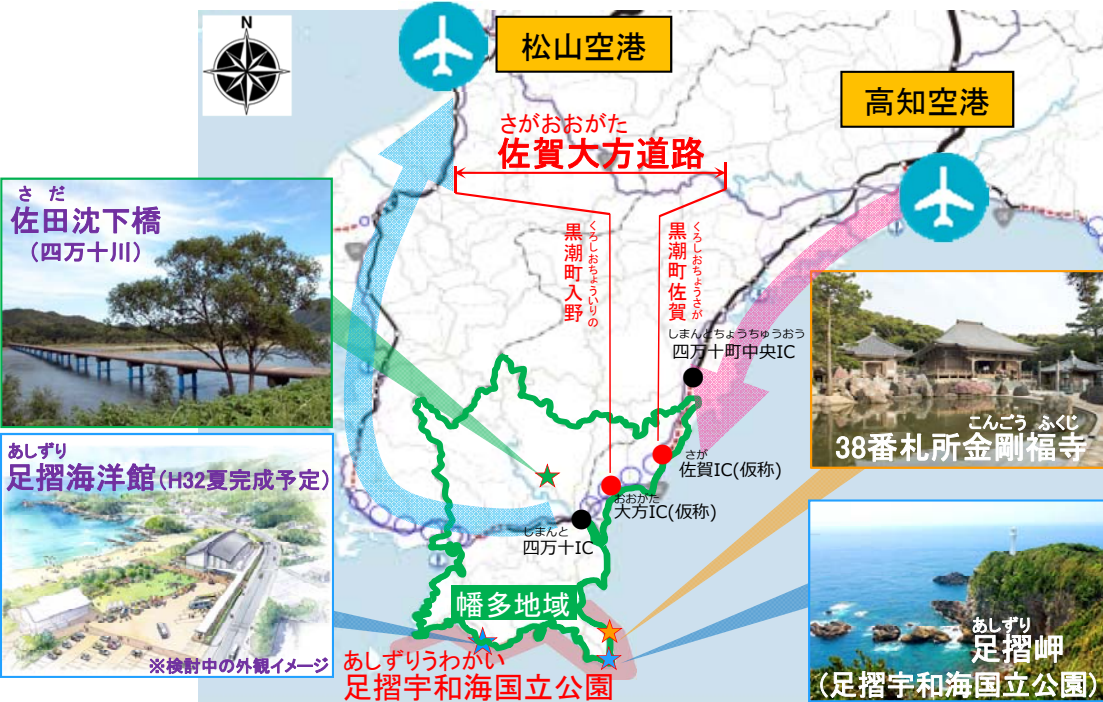 N
松山空港
高知空港
さがおおがた
佐賀大方道路
さだ
佐田沈下橋
(四万十川)
くろしおちょういりの
黒潮町入野
くろしおちょうさが
黒潮町佐賀
しまんとちょうちゅうおう
四万十町中央IC
さが
佐賀IC(仮称)
おおがた
大方IC(仮称)
しまんと
四万十IC
こんごうふくじ
38番札所金剛福寺
あしずり
足摺海洋館(H32夏完成予定)
※検討中の外観イメージ
幡多地域
あしずりうわかい
足摺宇和海国立公園
あしずり
足摺岬
(足摺宇和海国立公園)